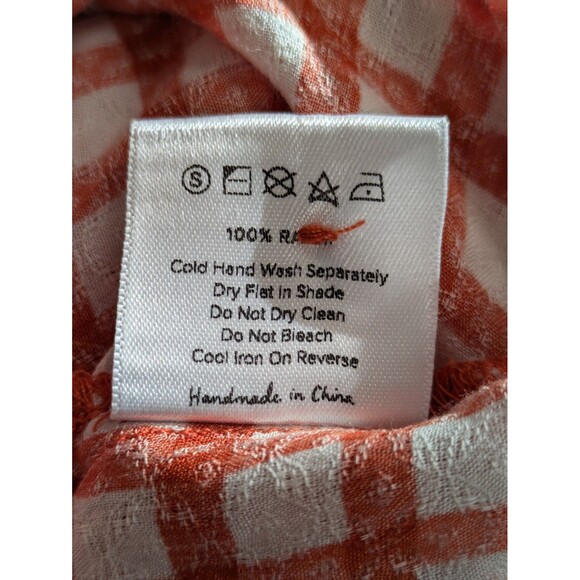 S
100%
Cold Hand Wash Separately
Dry Flat in Shade
Do Not Dry Clean
Do Not Bleach
Cool Iron On Reverse
Handmade in China